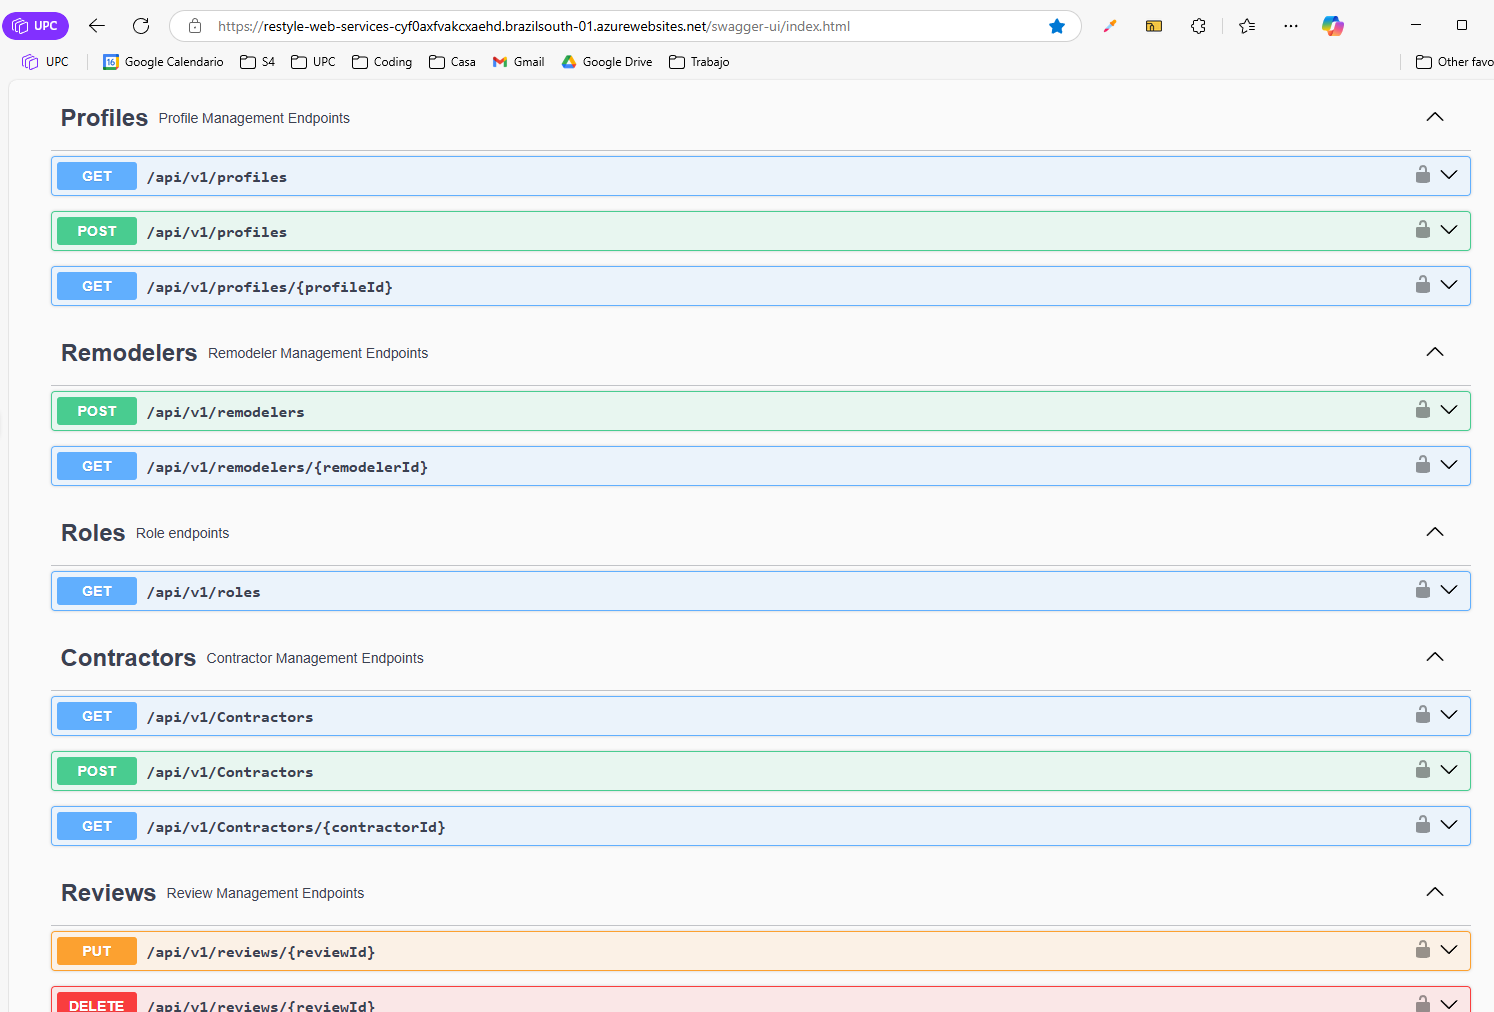 UPC https://restyle-web-services-cyf0axfvakcxaehd.brazilsouth-01.azurewebsites.net/swagger-ui/index.html
UPC 16 Google Calendario S4 UPC Coding Casa Gmail Google Drive Trabajo Other favo
Profiles Profile Management Endpoints
GET /api/v1/profiles
POST /api/v1/profiles
GET /api/v1/profiles/{profileId}
Remodelers Remodeler Management Endpoints
POST /api/v1/remodelers
GET /api/v1/remodelers/{remodelerId}
Roles Role endpoints
GET /api/v1/roles
Contractors Contractor Management Endpoints
GET /api/v1/Contractors
POST /api/v1/Contractors
GET /api/v1/Contractors/{contractorId}
Reviews Review Management Endpoints
PUT /api/v1/reviews/{reviewId}
DELETE /api/v1/reviews/{reviewId}